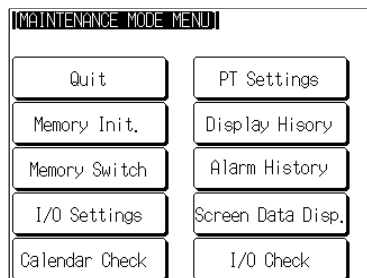 [MAINTENANCE MODE MENU]
Quit
PT Settings
Memory Init.
Display Hisory
Memory Switch
Alarm History
I/O Settings
Screen Data Disp.
Calendar Check
I/O Check